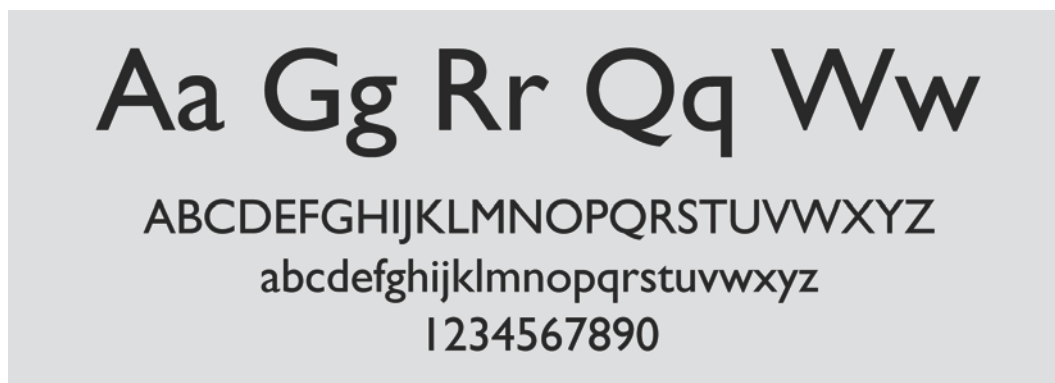 Aa Gg Rr Qq Ww
ABCDEFGHIJKLMNOPQRSTUVWXYZ
abcdefghijklmnopqrstuvwxyz
1234567890